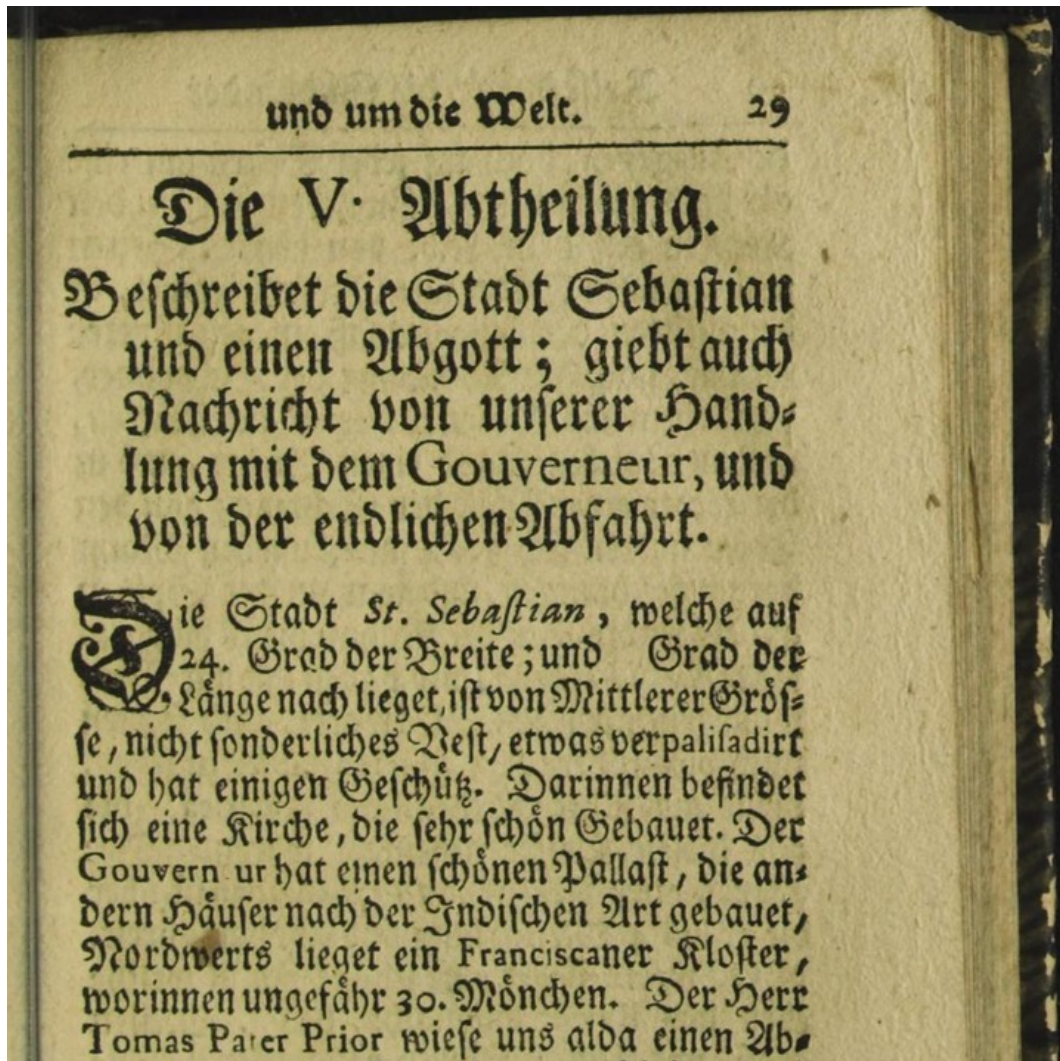 und um die Welt. 29
Die V. Abtheilung.
Beſchreibet die Stadt Sebaſtian
und einen Abgott; giebt auch
Nachricht von unſerer Hand⸗
lung mit dem Gouverneur, und
von der endlichen Abfahrt.
Die Stadt St. Sebaſtian, welche auf
24. Grad der Breite; und Grad der
Länge nach lieget, iſt von Mittlerer Gröſ⸗
ſe, nicht ſonderliches Veſt, etwas verpaliſadirt
und hat einigen Geſchütz. Darinnen befindet
ſich eine Kirche, die ſehr ſchön Gebauet. Der
Gouvern ur hat einen ſchönen Pallaſt, die an⸗
dern Häuſer nach der Indiſchen Art gebauet,
Nordwerts lieget ein Franciscaner Kloſter,
worinnen ungefähr 30. Mönchen. Der Herr
Tomas Pater Prior wieſe uns alda einen Ab⸗